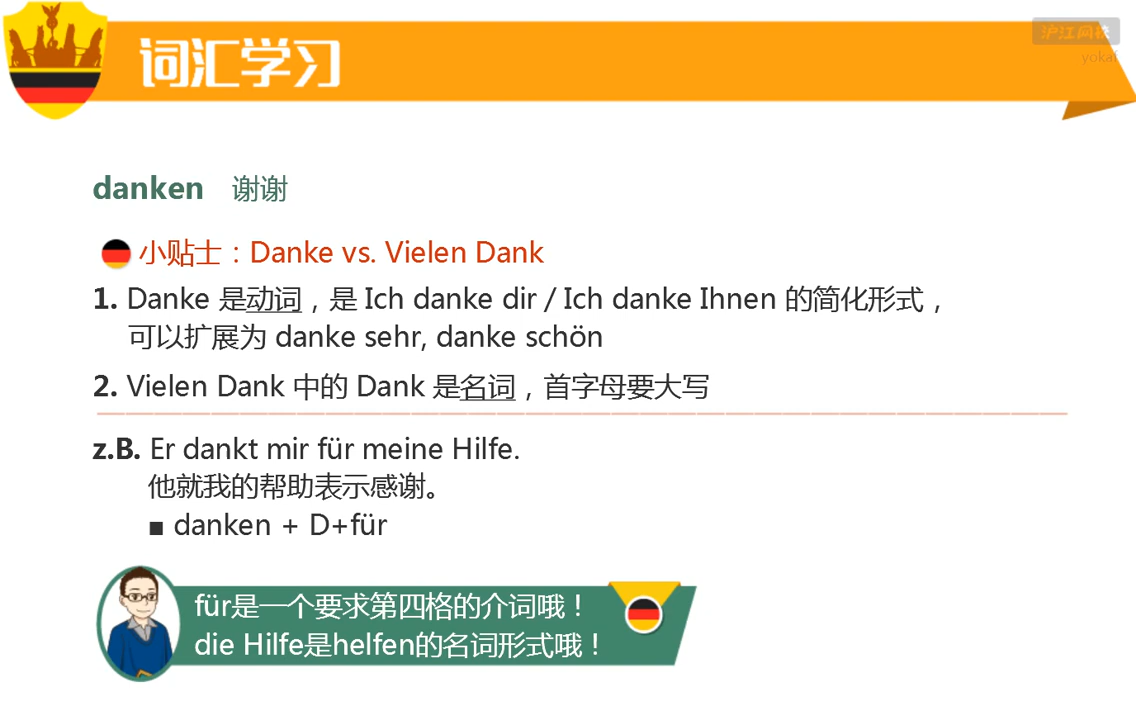 沪江网校
yokai
词汇学习
danken 谢谢
小贴士：Danke vs. Vielen Dank
1. Danke 是动词，是 Ich danke dir / Ich danke Ihnen 的简化形式，
可以扩展为 danke sehr, danke schön
2. Vielen Dank 中的 Dank 是名词，首字母要大写
z.B. Er dankt mir für meine Hilfe.
他就我的帮助表示感谢。
■ danken + D+für
für是一个要求第四格的介词哦！
die Hilfe是helfen的名词形式哦！